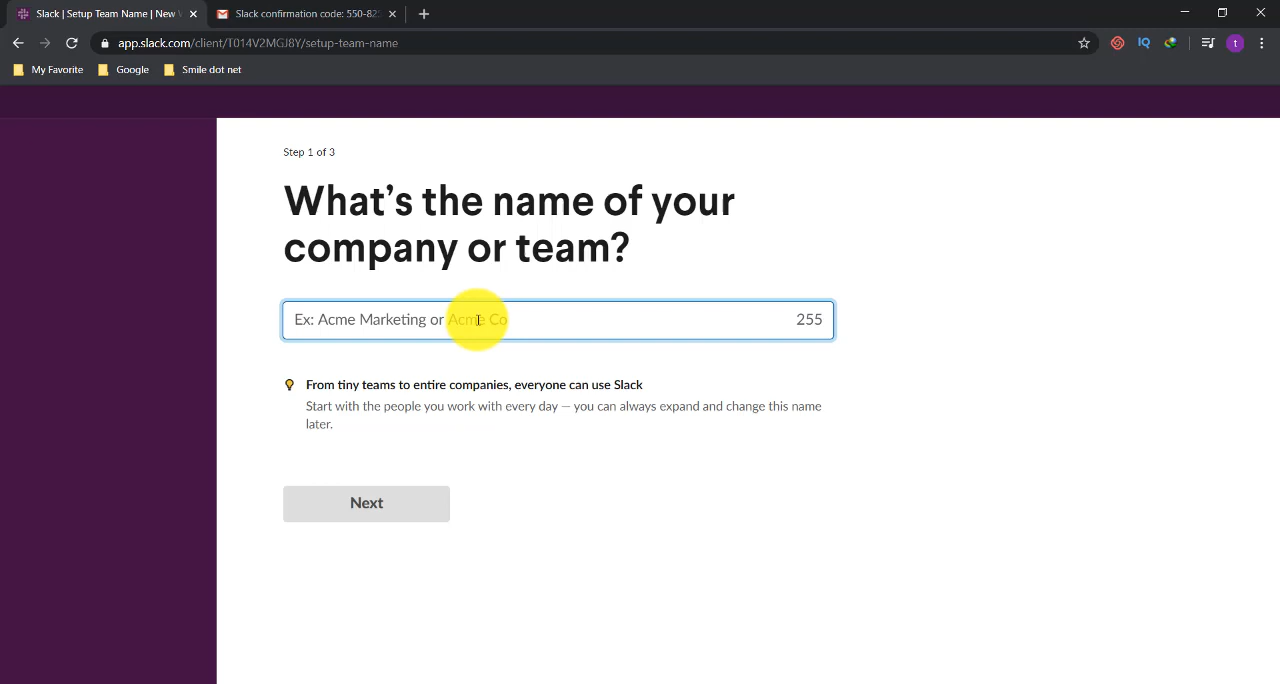 Slack | Setup Team Name | New
Slack confirmation code: 550-82
app.slack.com/client/T014V2MGJ8Y/setup-team-name
IQ
t
My Favorite
Google
Smile dot net
Step 1 of 3
What's the name of your
company or team?
Ex: Acme Marketing or Acme Co
255
From tiny teams to entire companies, everyone can use Slack
Start with the people you work with every day — you can always expand and change this name
later.
Next